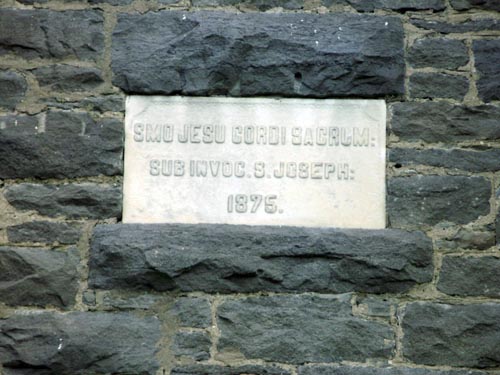 SMO JESU CORDI SACRUM:
SUB INVOC. S. JOSEPH:
1875.